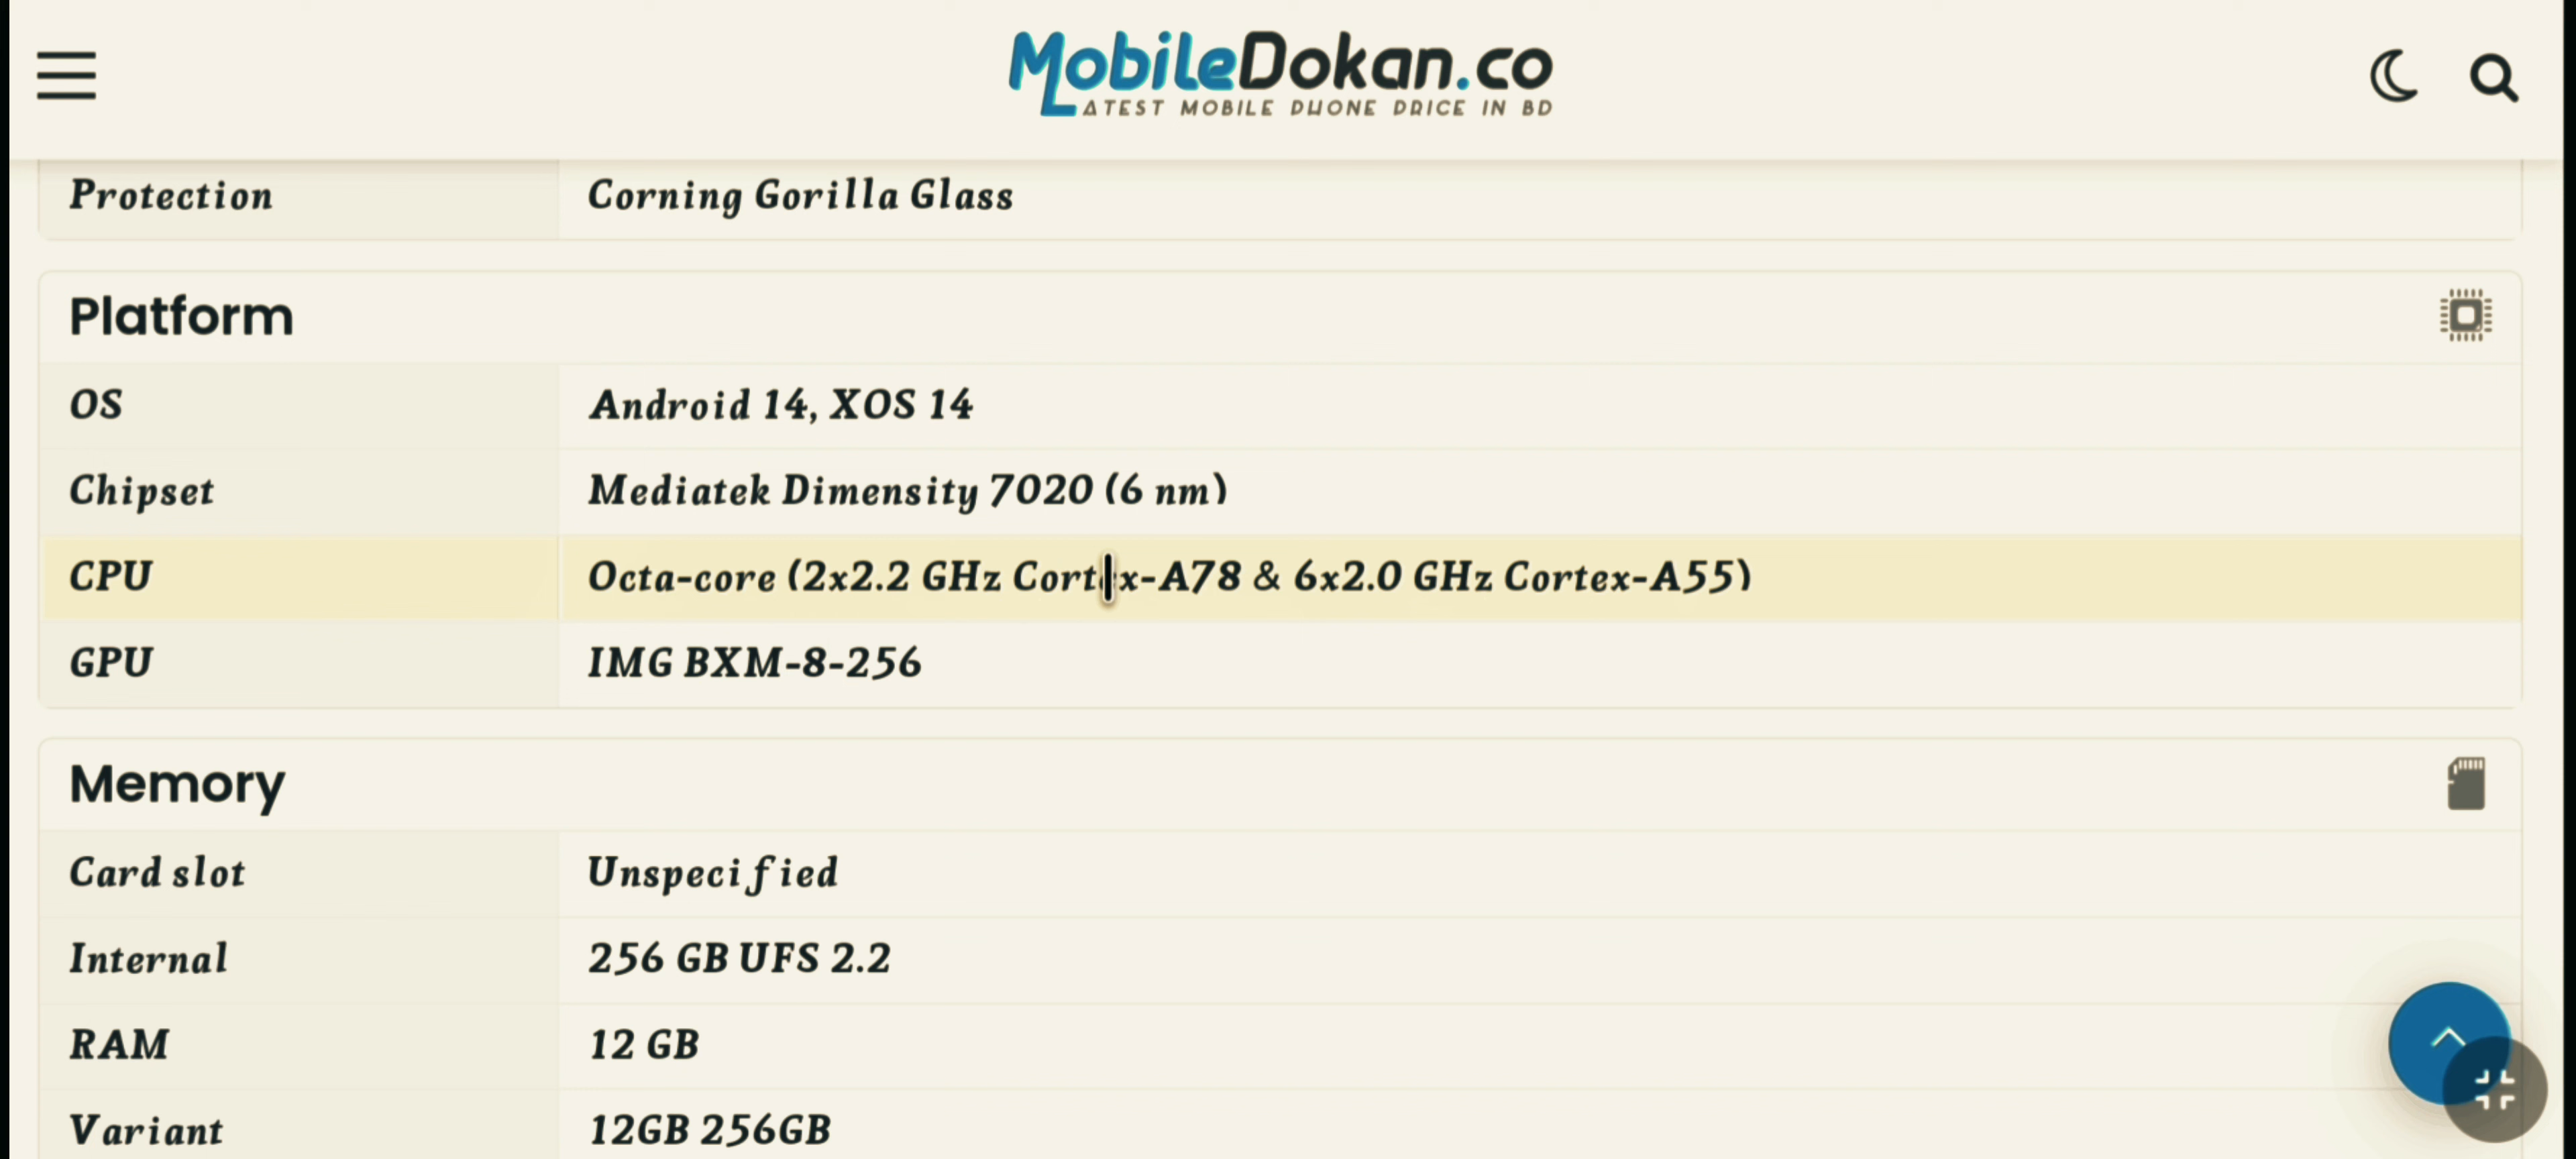 MobileDokan.co
LATEST MOBILE PHONE PRICE IN BD
Protection Corning Gorilla Glass
Platform
OS Android 14, XOS 14
Chipset Mediatek Dimensity 7020 (6 nm)
CPU Octa-core (2x2.2 GHz Cortex-A78 & 6x2.0 GHz Cortex-A55)
GPU IMG BXM-8-256
Memory
Card slot Unspecified
Internal 256 GB UFS 2.2
RAM 12 GB
Variant 12GB 256GB